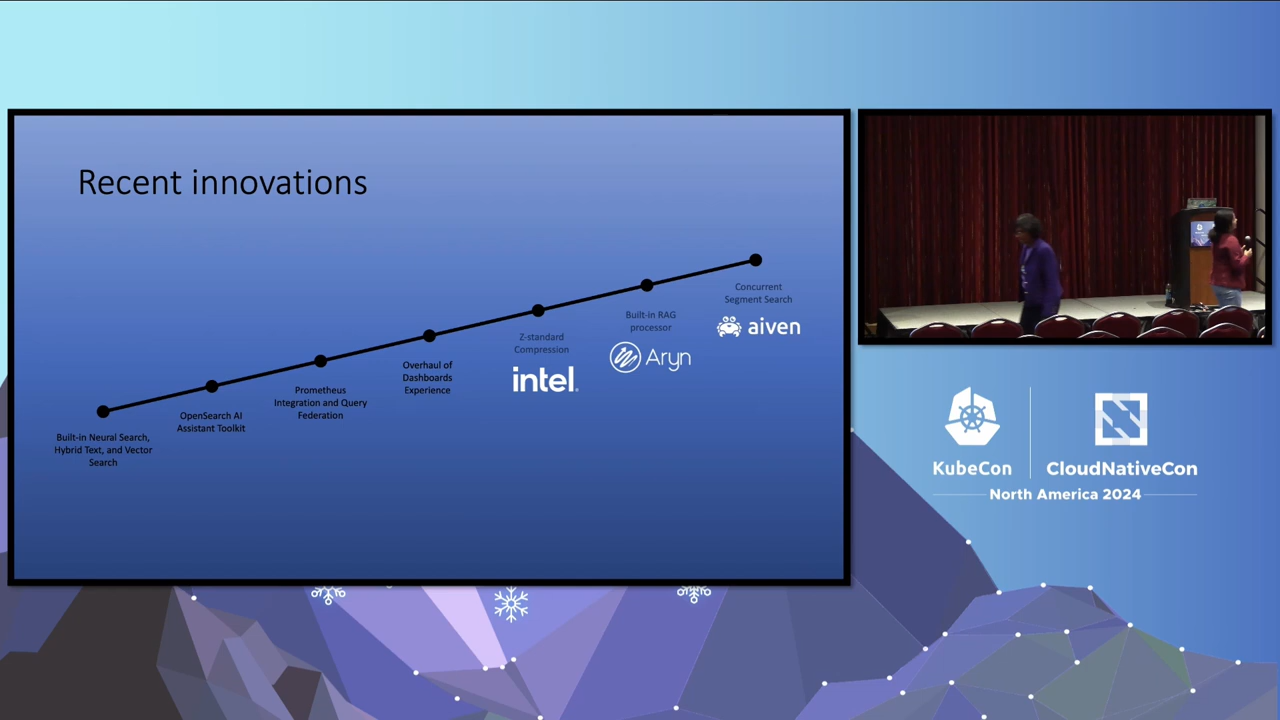 Recent innovations
Built-in Neural Search,
Hybrid Text, and Vector
Search
OpenSearch AI
Assistant Toolkit
Prometheus
Integration and Query
Federation
Overhaul of
Dashboards
Experience
Z-standard
Compression
intel.
Built-in RAG
processor
Aryn
Concurrent
Segment Search
aiven
KubeCon
CloudNativeCon
North America 2024